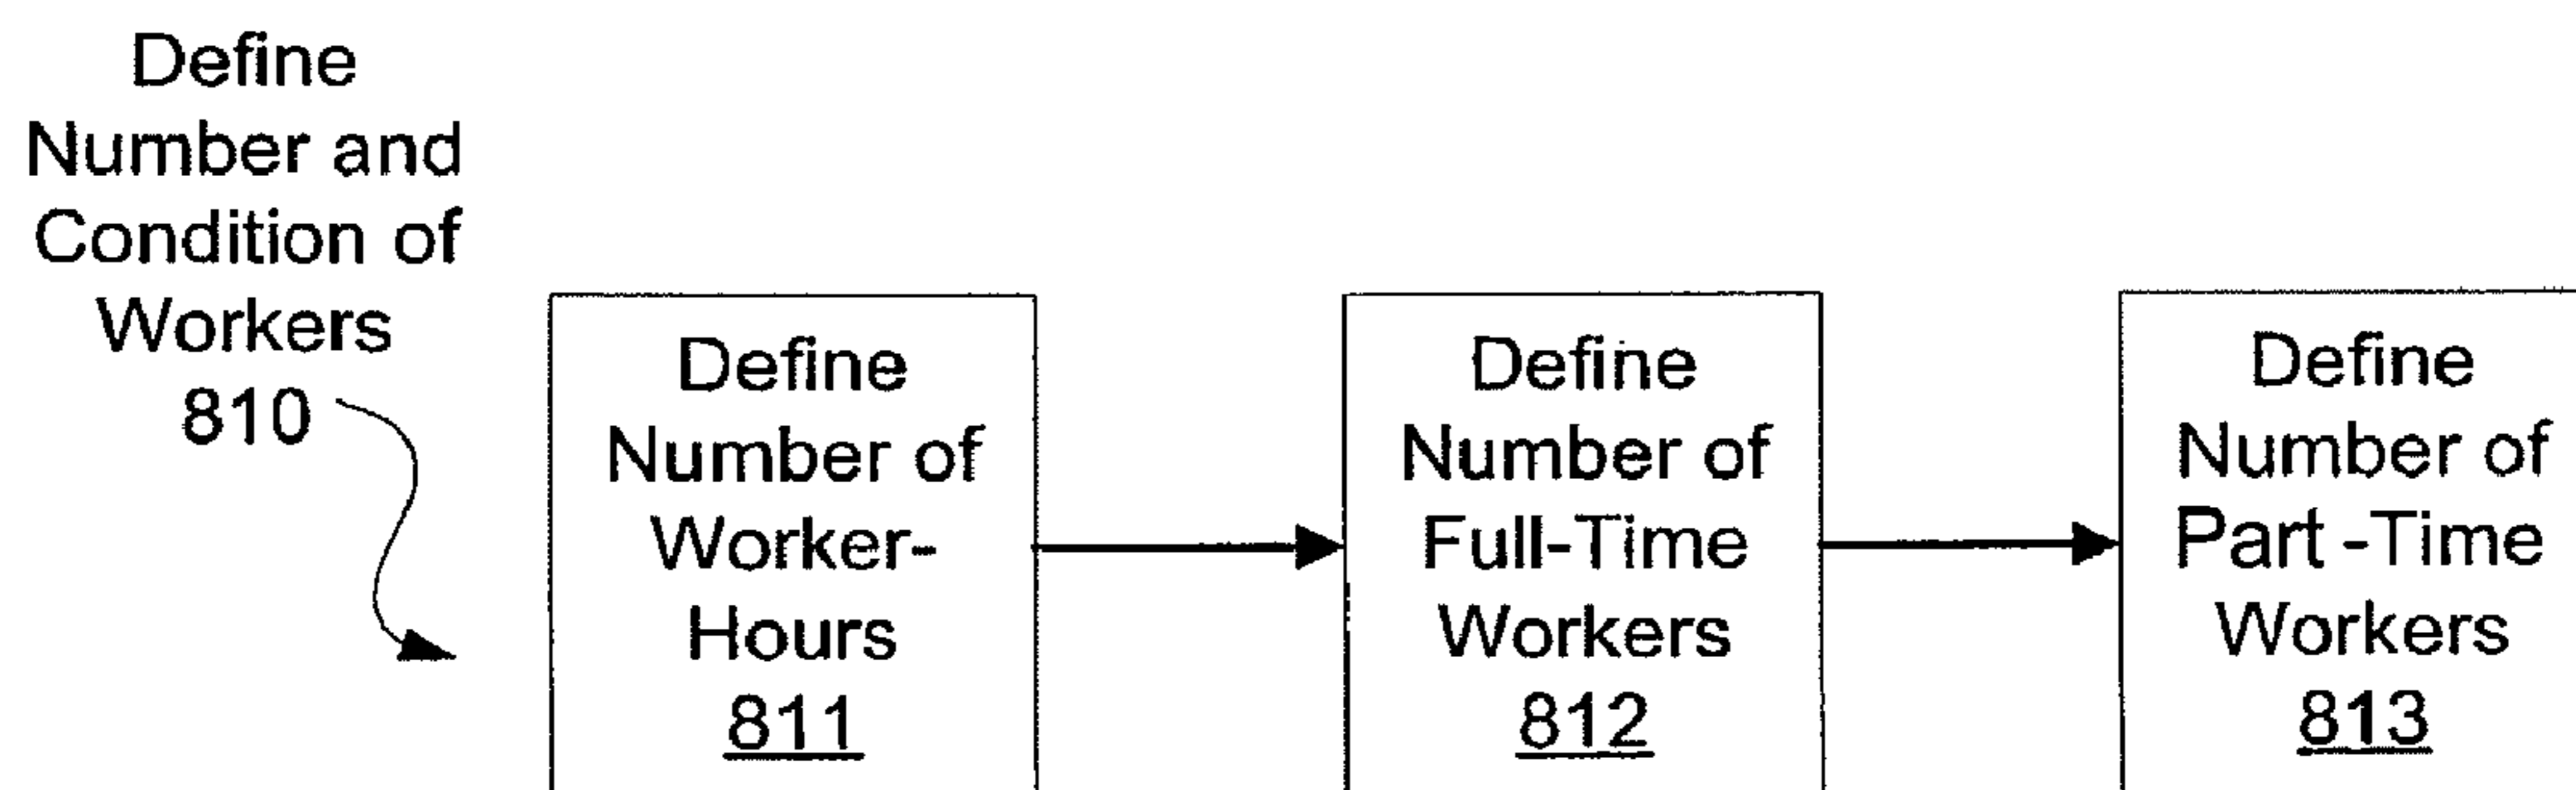 Define
Number and
Condition of
Workers
810
Define
Number of
Worker-
Hours
811
Define
Number of
Full-Time
Workers
812
Define
Number of
Part -Time
Workers
813